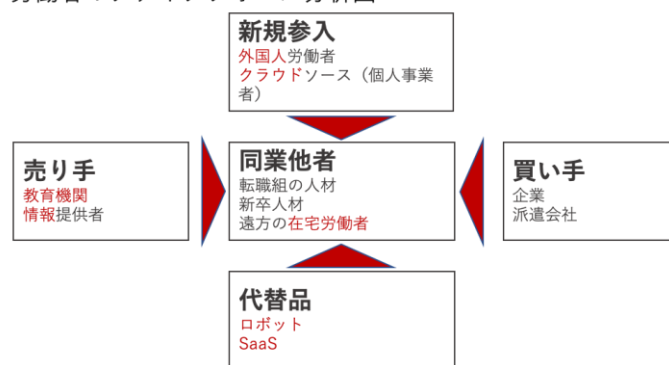 新規参入
外国人労働者
クラウドソース（個人事業
者）
売り手
教育機関
情報提供者
同業他者
転職組の人材
新卒人材
遠方の在宅労働者
買い手
企業
派遣会社
代替品
ロボット
SaaS